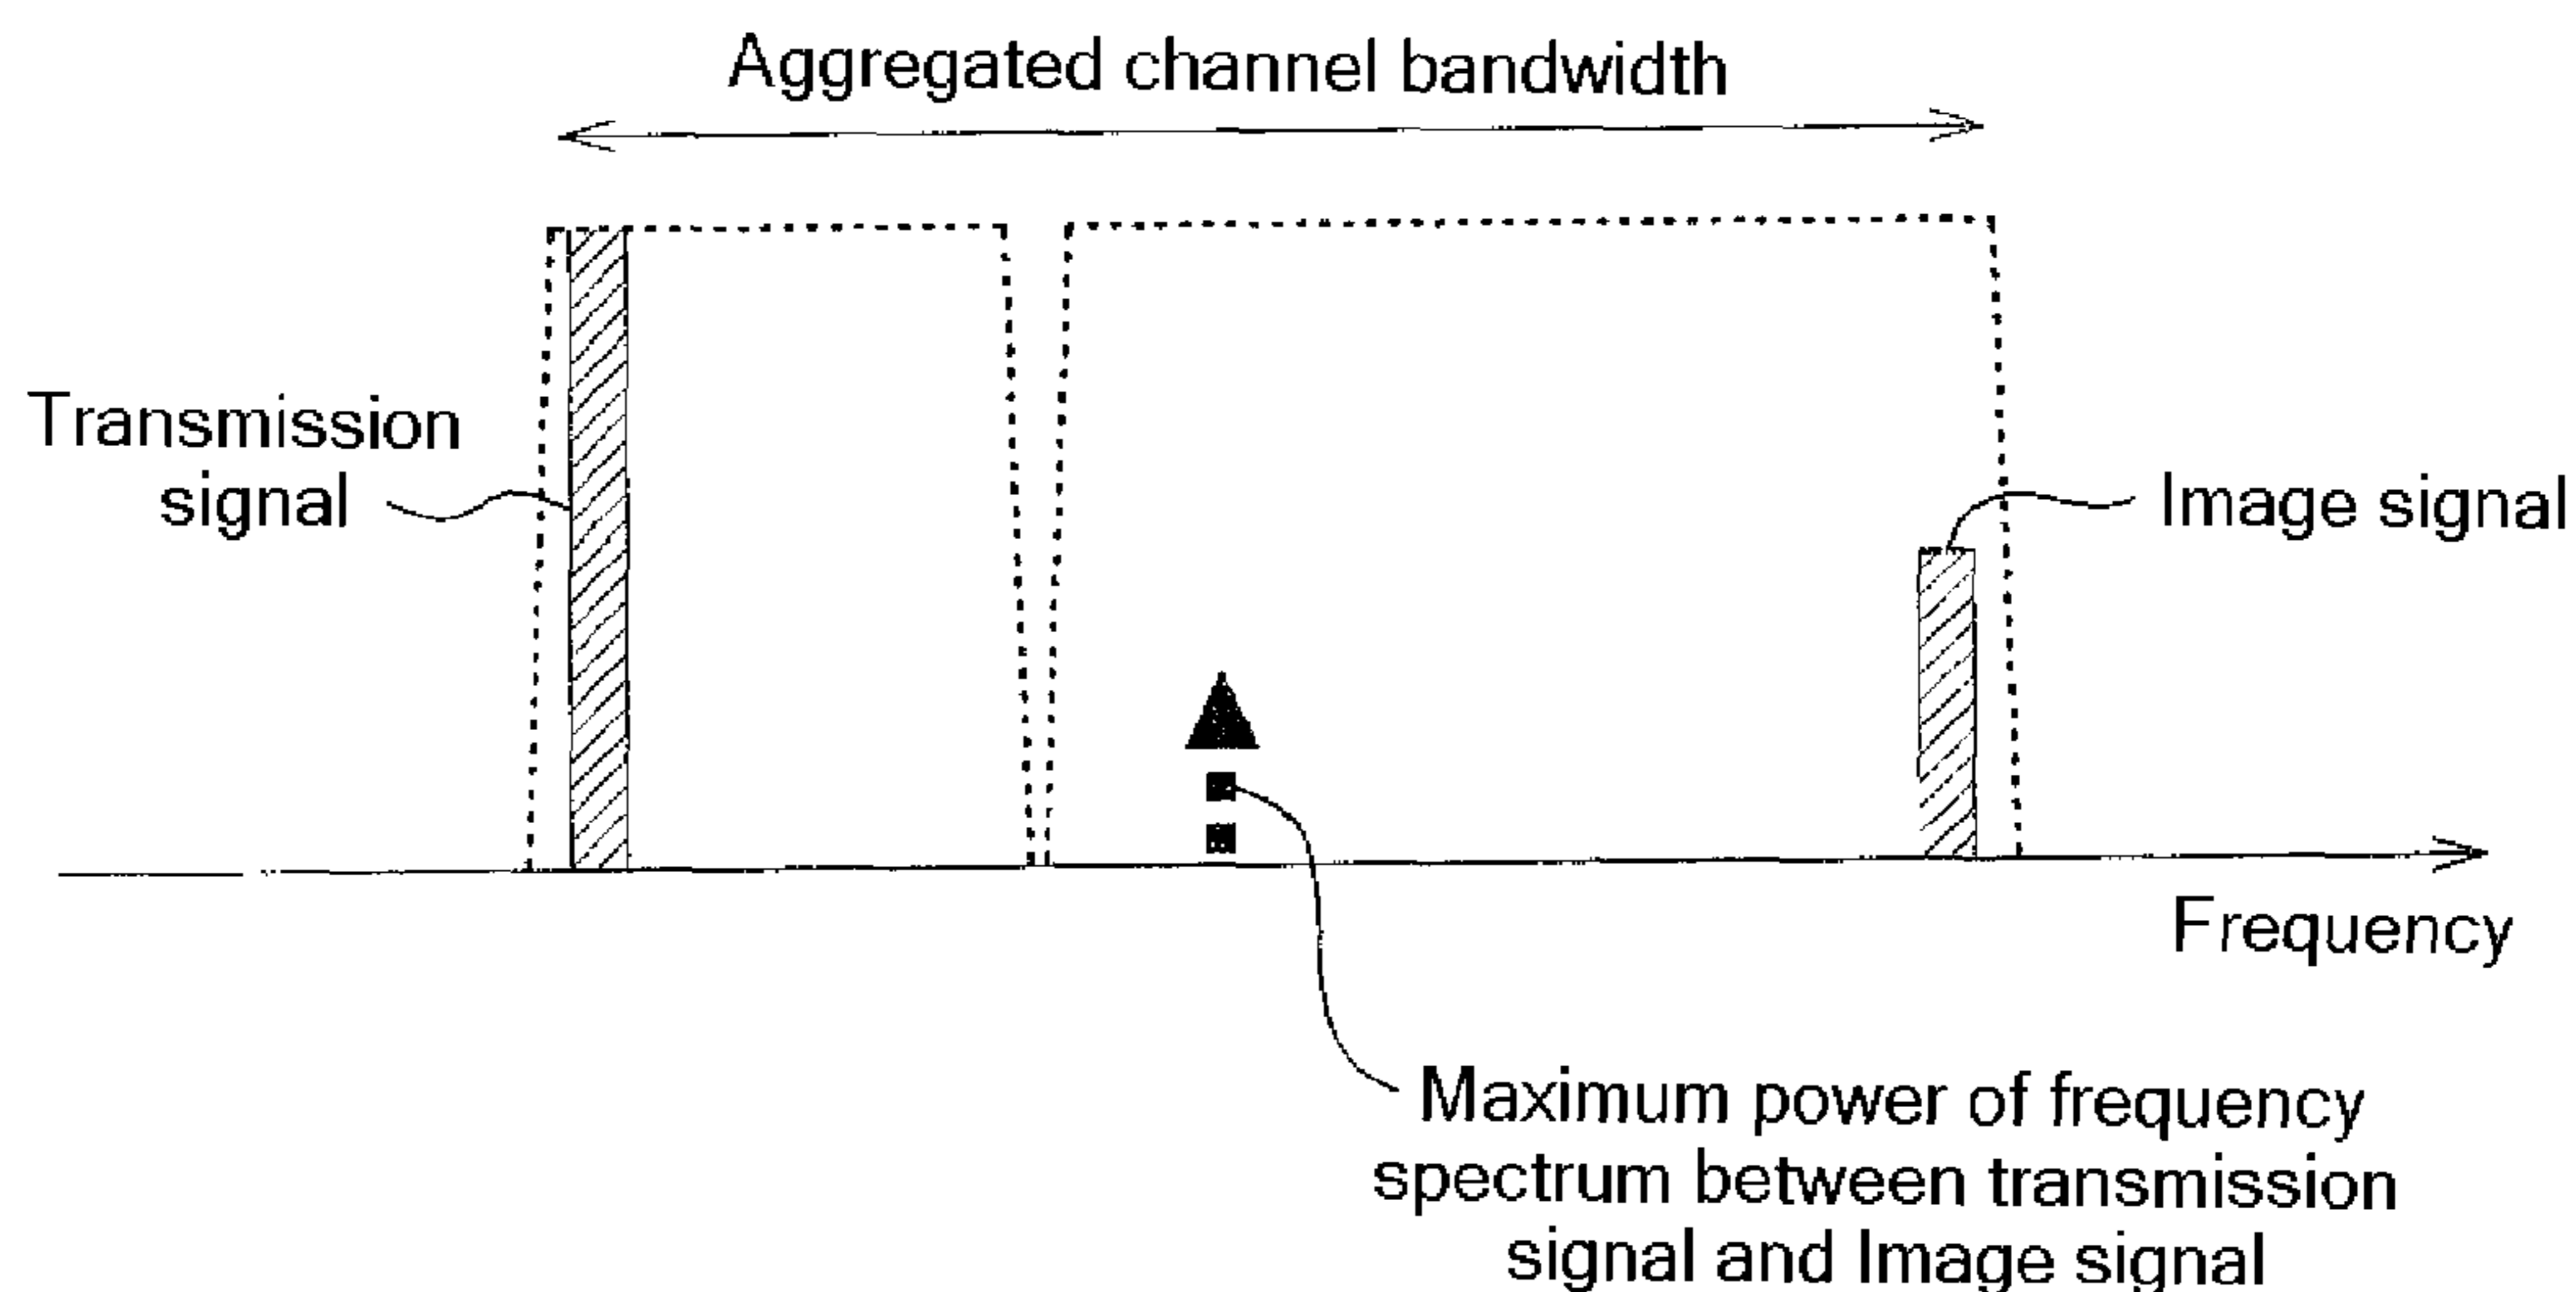 Aggregated channel bandwidth
Transmission
signal
Image signal
Frequency
Maximum power of frequency
spectrum between transmission
signal and Image signal